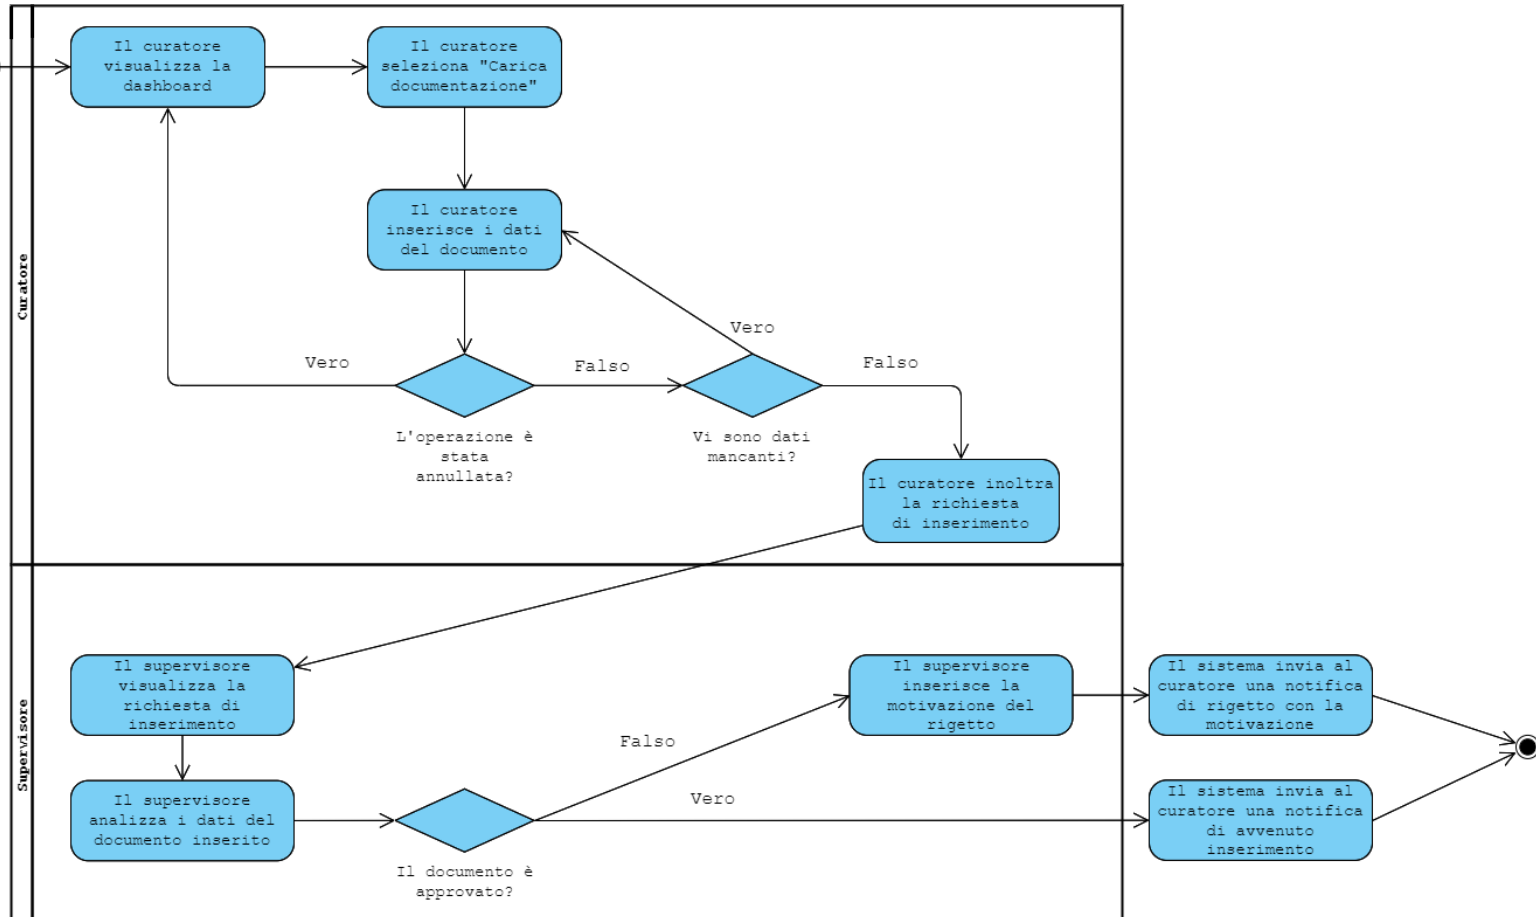 Curatore
Il curatore
visualizza la
dashboard
Il curatore
seleziona "Carica
documentazione"
Il curatore
inserisce i dati
del documento
Vero
Vero
Falso
Falso
L'operazione è
stata
annullata?
Vi sono dati
mancanti?
Il curatore inoltra
la richiesta
di inserimento
Supervisore
Il supervisore
visualizza la
richiesta di
inserimento
Il supervisore
inserisce la
motivazione del
rigetto
Il sistema invia al
curatore una notifica
di rigetto con la
motivazione
Falso
Vero
Il supervisore
analizza i dati del
documento inserito
Il documento è
approvato?
Il sistema invia al
curatore una notifica
di avvenuto
inserimento